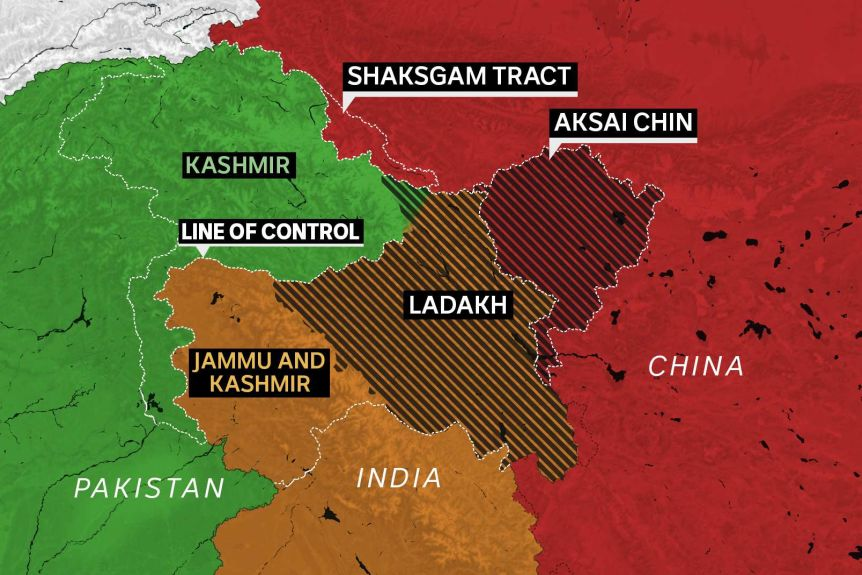 SHAKSGAM TRACT
AKSAI CHIN
KASHMIR
LINE OF CONTROL
LADAKH
JAMMU AND
KASHMIR
CHINA
PAKISTAN
INDIA